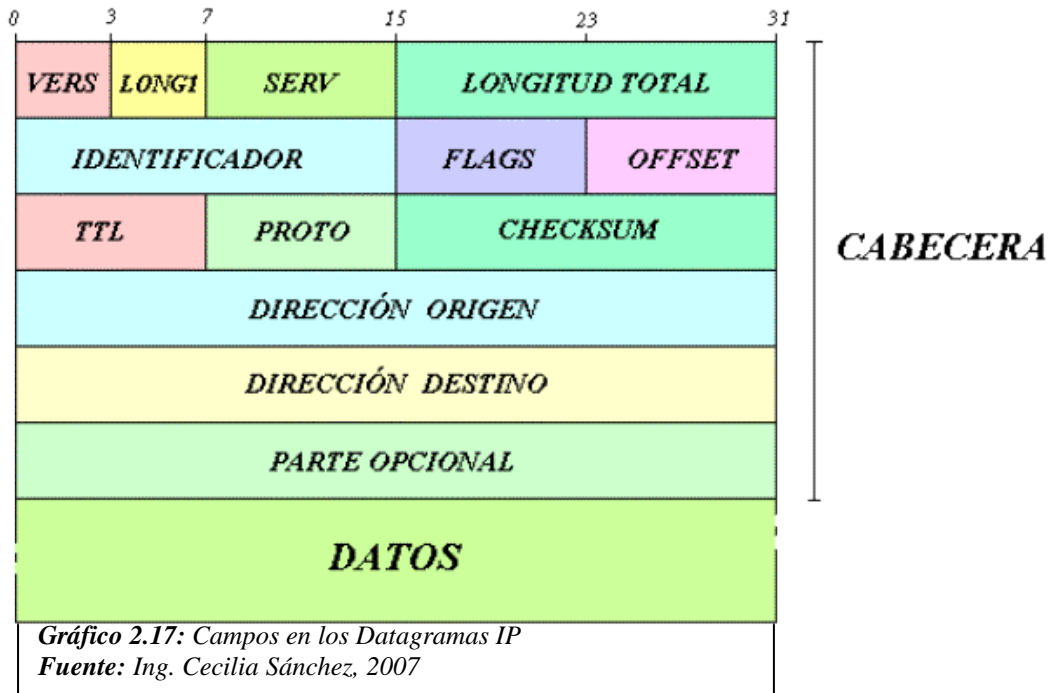 0 3 7 15 23 31
VERS LONG1 SERV LONGITUD TOTAL
IDENTIFICADOR FLAGS OFFSET
TTL PROTO CHECKSUM
CABECERA
DIRECCIÓN ORIGEN
DIRECCIÓN DESTINO
PARTE OPCIONAL
DATOS
Gráfico 2.17: Campos en los Datagramas IP
Fuente: Ing. Cecilia Sánchez, 2007